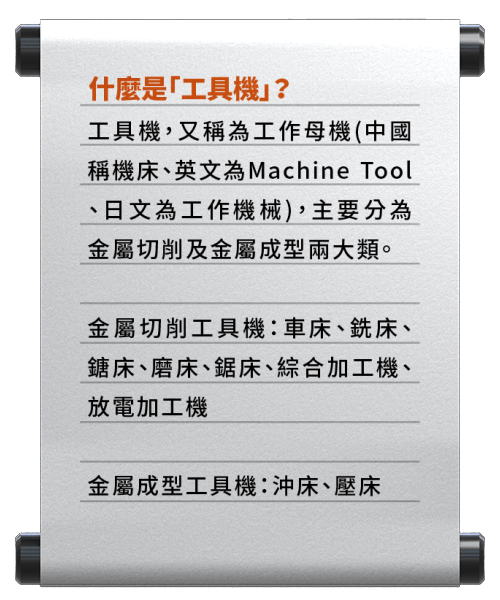 什麼是「工具機」？
工具機，又稱為工作母機(中國
稱機床、英文為Machine Tool
、日文為工作機械)，主要分為
金屬切削及金屬成型兩大類。
金屬切削工具機：車床、銑床、
鎕床、磨床、鋸床、綜合加工機、
放電加工機
金屬成型工具機：沖床、壓床